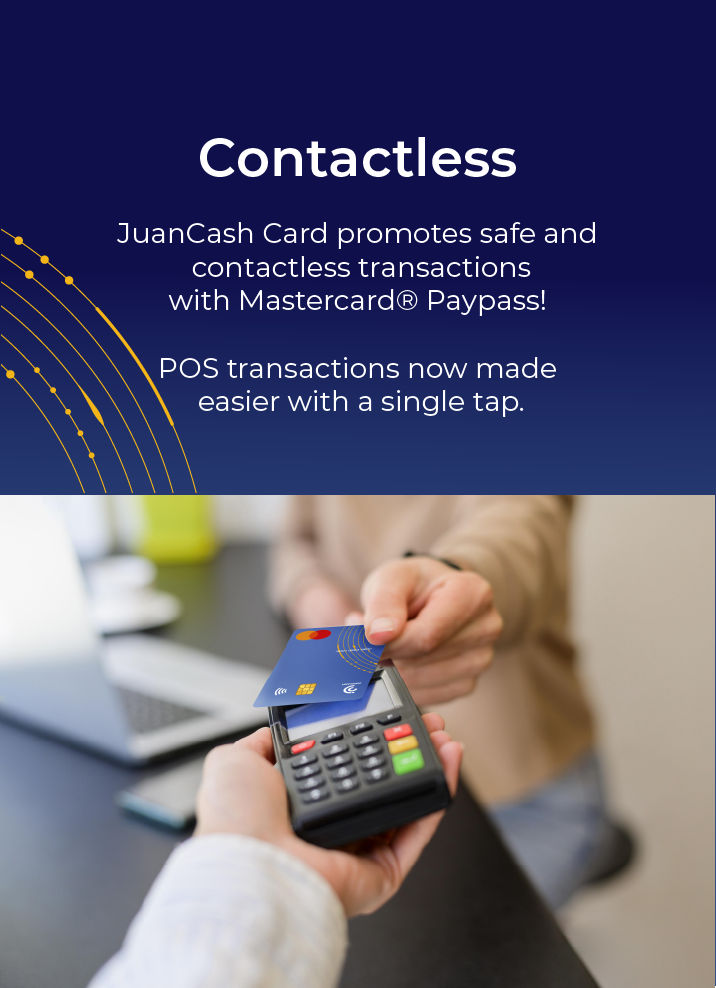 Contactless
JuanCash Card promotes safe and
contactless transactions
with Mastercard® Paypass!
POS transactions now made
easier with a single tap.